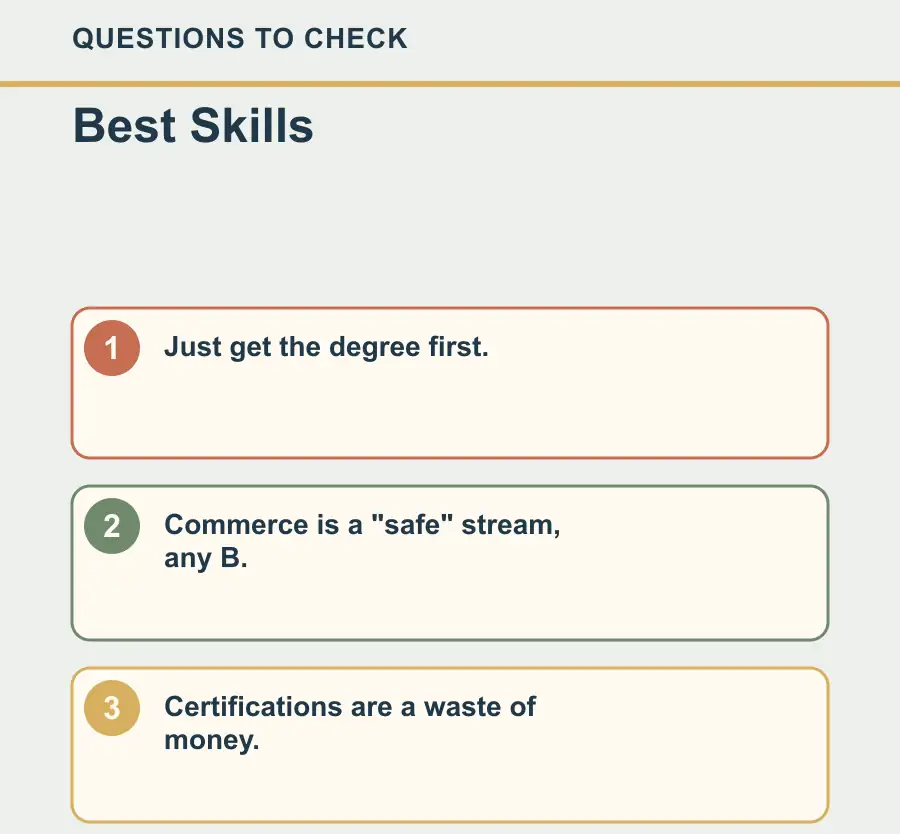 QUESTIONS TO CHECK
Best Skills
1
Just get the degree first.
2
Commerce is a "safe" stream,
any B.
3
Certifications are a waste of
money.